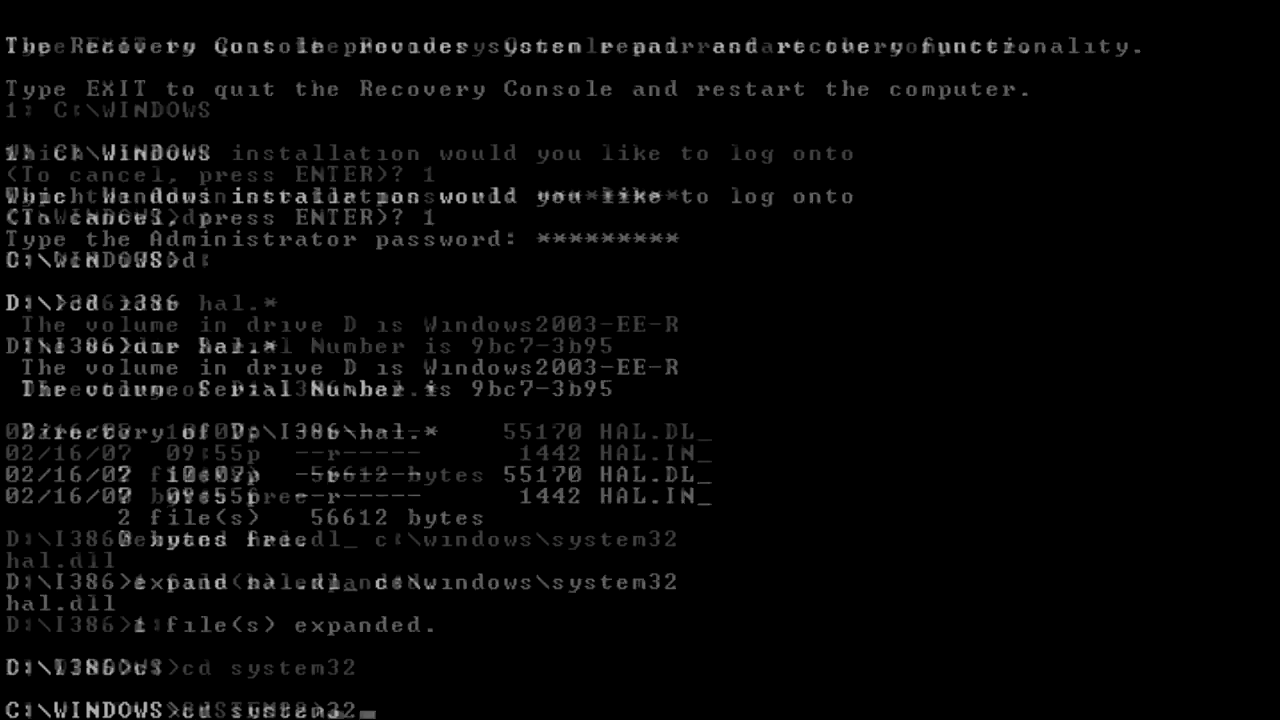 The Recovery Console provides system repair and recovery functionality.
Type EXIT to quit the Recovery Console and restart the computer.
1: C:\WINDOWS
Which Windows installation would you like to log onto
(To cancel, press ENTER)? 1
Type the Administrator password: *********
C:\WINDOWS>d:
D:\>cd i386
D:\I386>dir hal.*
The volume in drive D is Windows2003-EE-R
The volume Serial Number is 9bc7-3b95
Directory of D:\I386\hal.*
02/16/07 10:07p --r----- 55170 HAL.DL_
02/16/07 09:55p --r----- 1442 HAL.IN_
2 file(s) 56612 bytes
0 bytes free.
D:\I386>expand hal.dl_ c:\windows\system32
hal.dll
1 file(s) expanded.
D:\I386>c:
C:\WINDOWS>cd system32